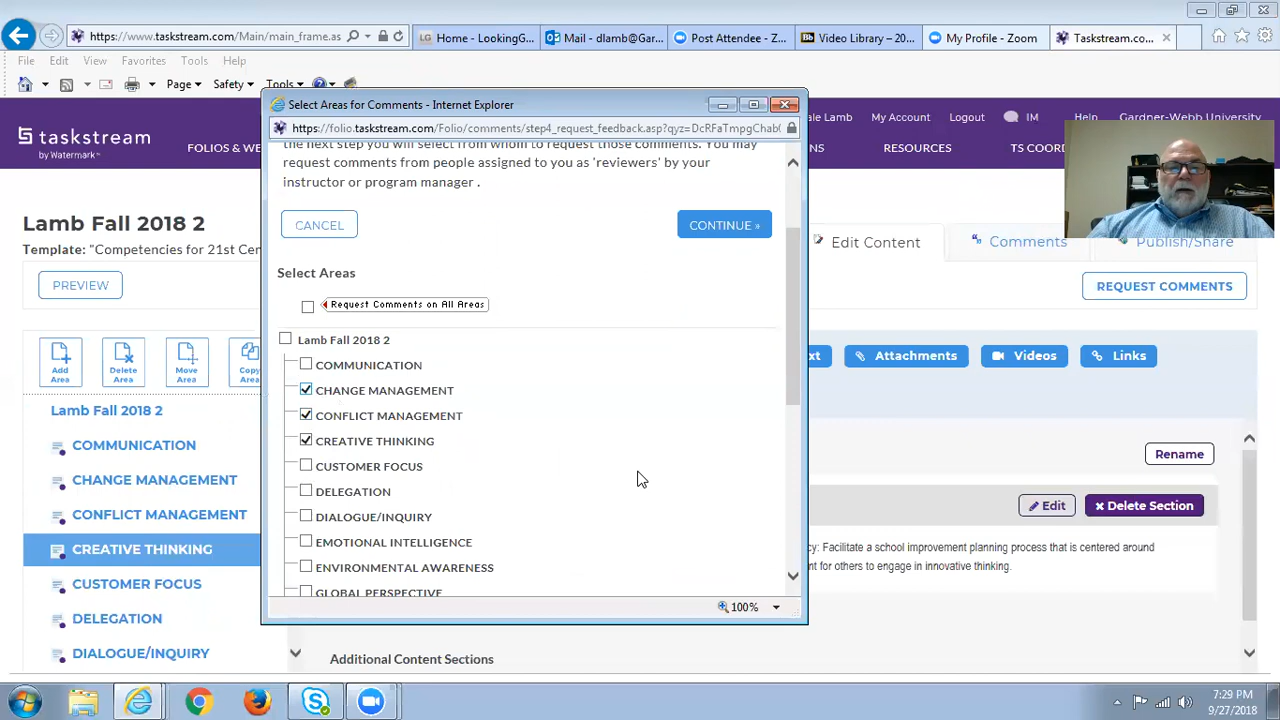 https://www.taskstream.com/Main/main_frame.as
Home - LookingG...
Mail - dlamb@Gar...
Post Attendee - Z...
Video Library – 20...
My Profile - Zoom
Taskstream.co...
File Edit View Favorites Tools Help
Page Safety Tools
Select Areas for Comments - Internet Explorer
https://folio.taskstream.com/Folio/comments/step4_request_feedback.asp?qyz=DcRFaTmpgChab
taskstream
by Watermark
FOLIOS & WE
ale Lamb My Account Logout IM Gardner-Webb University
NS RESOURCES TS COORD
the next step you will select from whom to request those comments. You may
request comments from people assigned to you as 'reviewers' by your
instructor or program manager .
CANCEL
CONTINUE »
Select Areas
Request Comments on All Areas
Lamb Fall 2018 2
COMMUNICATION
CHANGE MANAGEMENT
CONFLICT MANAGEMENT
CREATIVE THINKING
CUSTOMER FOCUS
DELEGATION
DIALOGUE/INQUIRY
EMOTIONAL INTELLIGENCE
ENVIRONMENTAL AWARENESS
GLOBAL PERSPECTIVE
100%
Lamb Fall 2018 2
Template: "Competencies for 21st Cen
PREVIEW
Add Area
Delete Area
Move Area
Copy Area
Lamb Fall 2018 2
COMMUNICATION
CHANGE MANAGEMENT
CONFLICT MANAGEMENT
CREATIVE THINKING
CUSTOMER FOCUS
DELEGATION
DIALOGUE/INQUIRY
Edit Content
Comments
Publish/Share
REQUEST COMMENTS
xt
Attachments
Videos
Links
Rename
Edit
Delete Section
cy: Facilitate a school improvement planning process that is centered around
ent for others to engage in innovative thinking.
Additional Content Sections
7:29 PM
9/27/2018